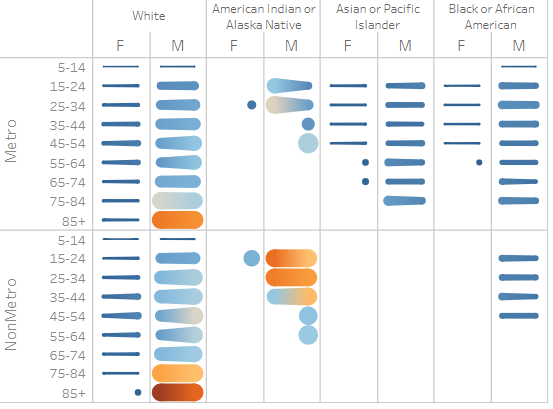 White
American Indian or
Alaska Native
Asian or Pacific
Islander
Black or African
American
F M F M F M F M
Metro
5-14
15-24
25-34
35-44
45-54
55-64
65-74
75-84
85+
NonMetro
5-14
15-24
25-34
35-44
45-54
55-64
65-74
75-84
85+